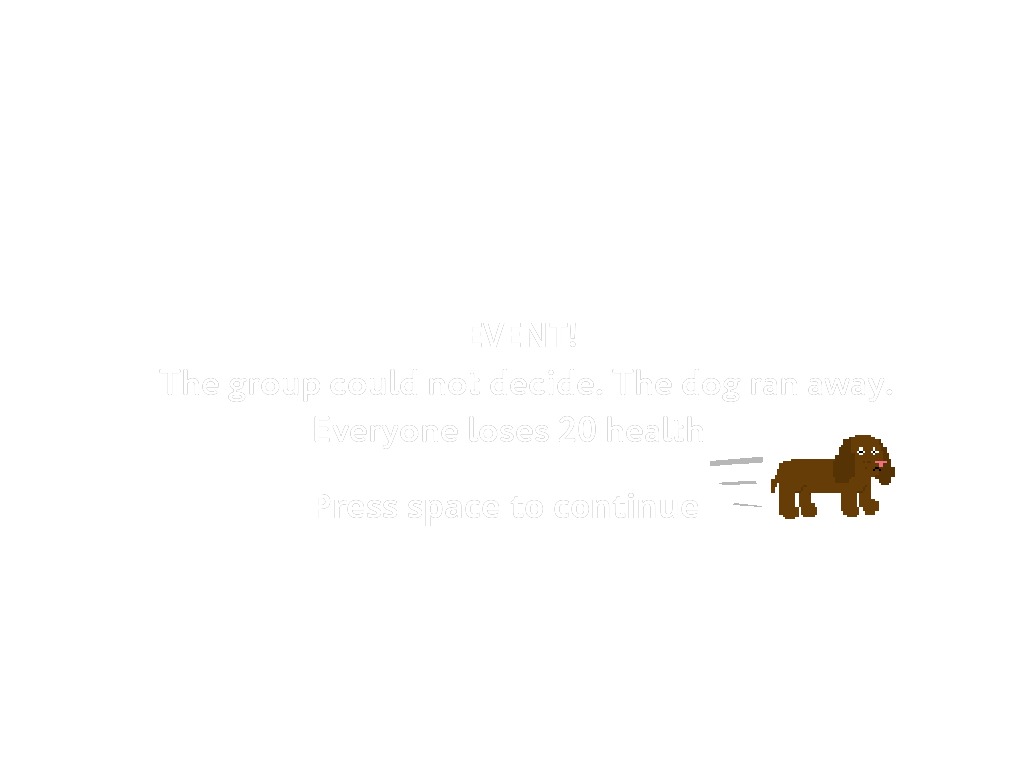 EVENT!
The group could not decide. The dog ran away.
Everyone loses 20 health
Press space to continue